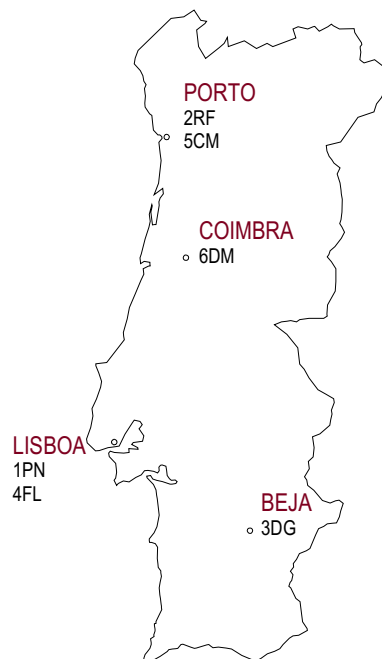 PORTO
2RF
5CM
COIMBRA
6DM
LISBOA
1PN
4FL
BEJA
3DG